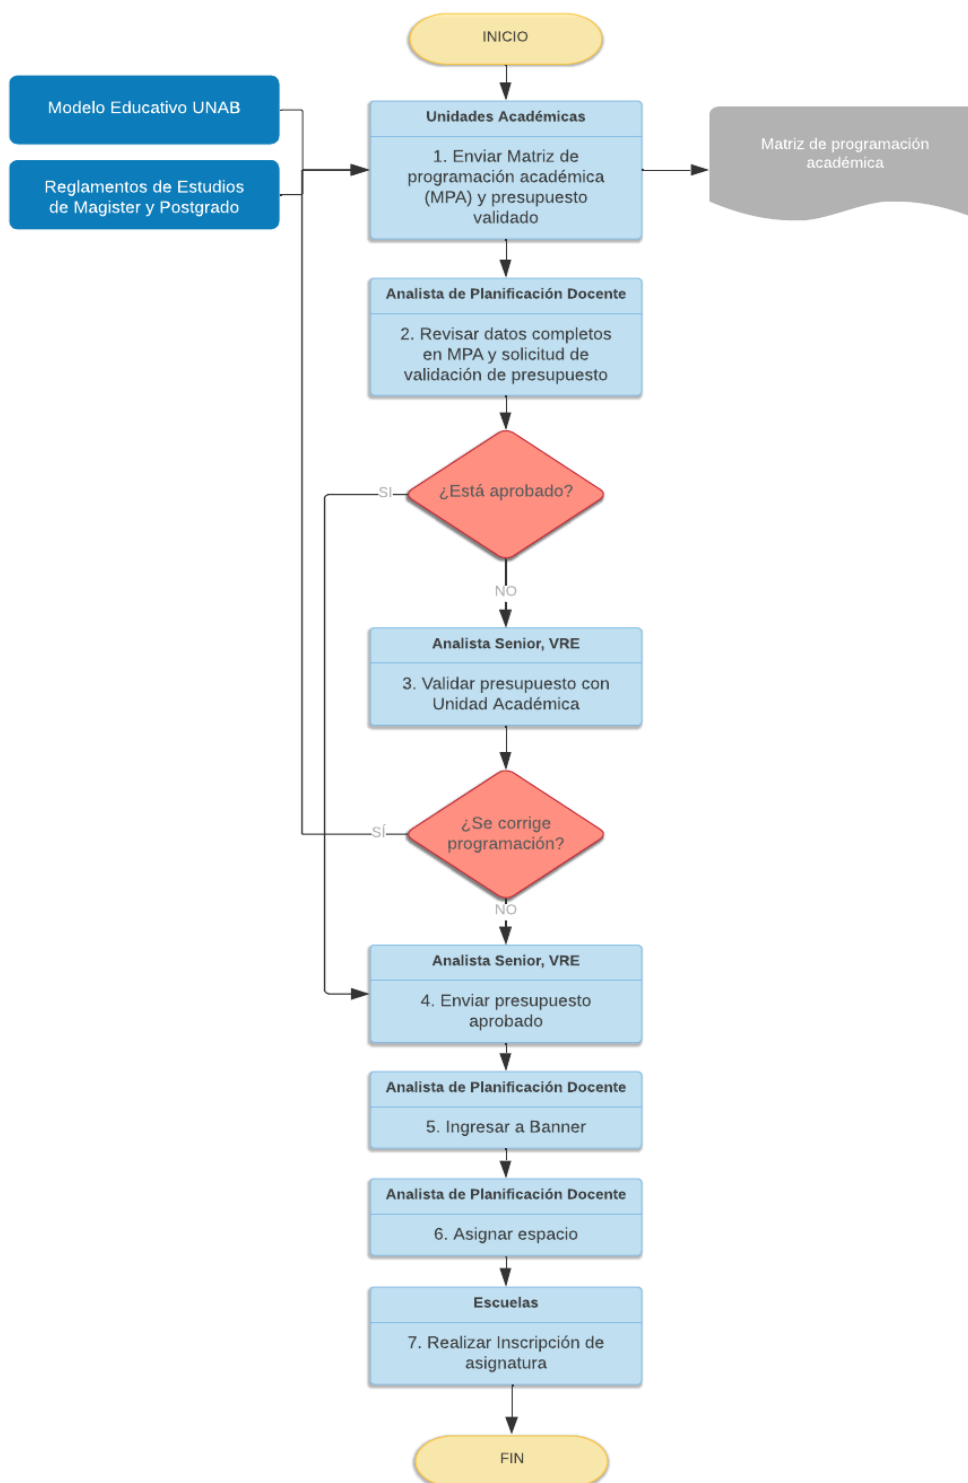 INICIO
Modelo Educativo UNAB
Reglamentos de Estudios
de Magister y Postgrado
Unidades Académicas
1. Enviar Matriz de
programación académica
(MPA) y presupuesto
validado
Matriz de programación
académica
Analista de Planificación Docente
2. Revisar datos completos
en MPA y solicitud de
validación de presupuesto
¿Está aprobado?
SI
NO
Analista Senior, VRE
3. Validar presupuesto con
Unidad Académica
¿Se corrige
programación?
SÍ
NO
Analista Senior, VRE
4. Enviar presupuesto
aprobado
Analista de Planificación Docente
5. Ingresar a Banner
Analista de Planificación Docente
6. Asignar espacio
Escuelas
7. Realizar Inscripción de
asignatura
FIN